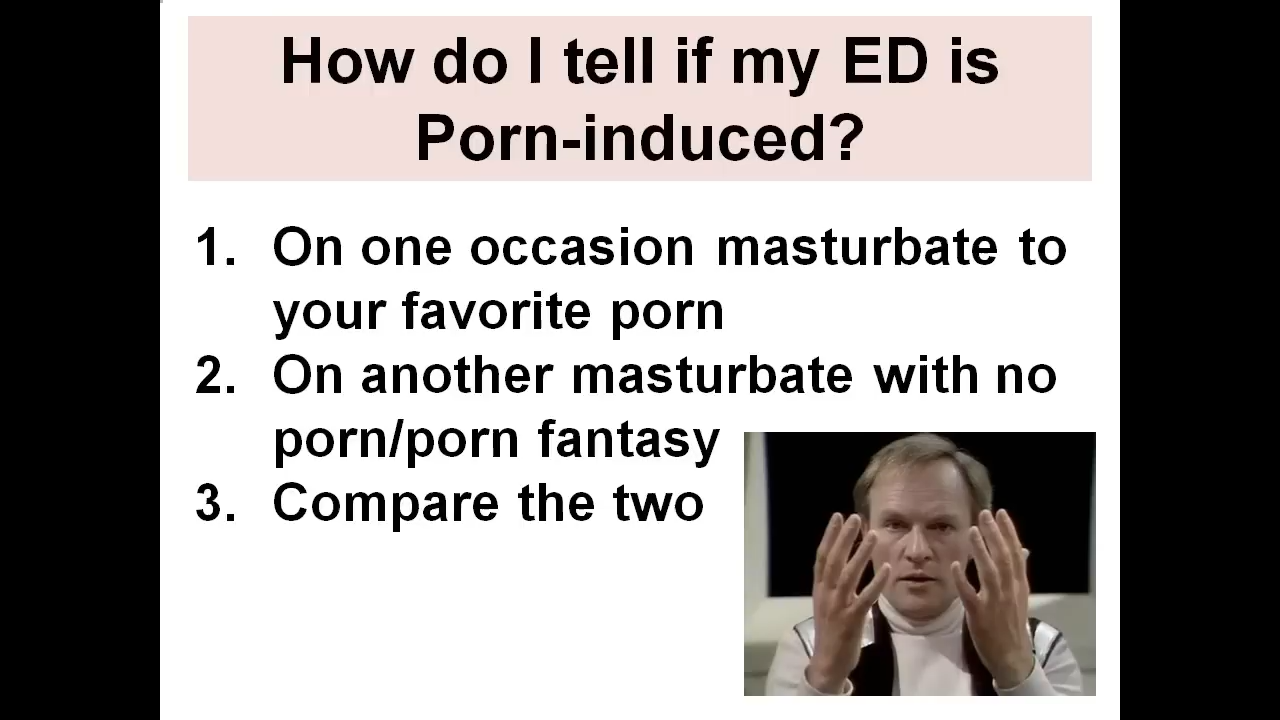 How do I tell if my ED is
Porn-induced?
1. On one occasion masturbate to
your favorite porn
2. On another masturbate with no
porn/porn fantasy
3. Compare the two